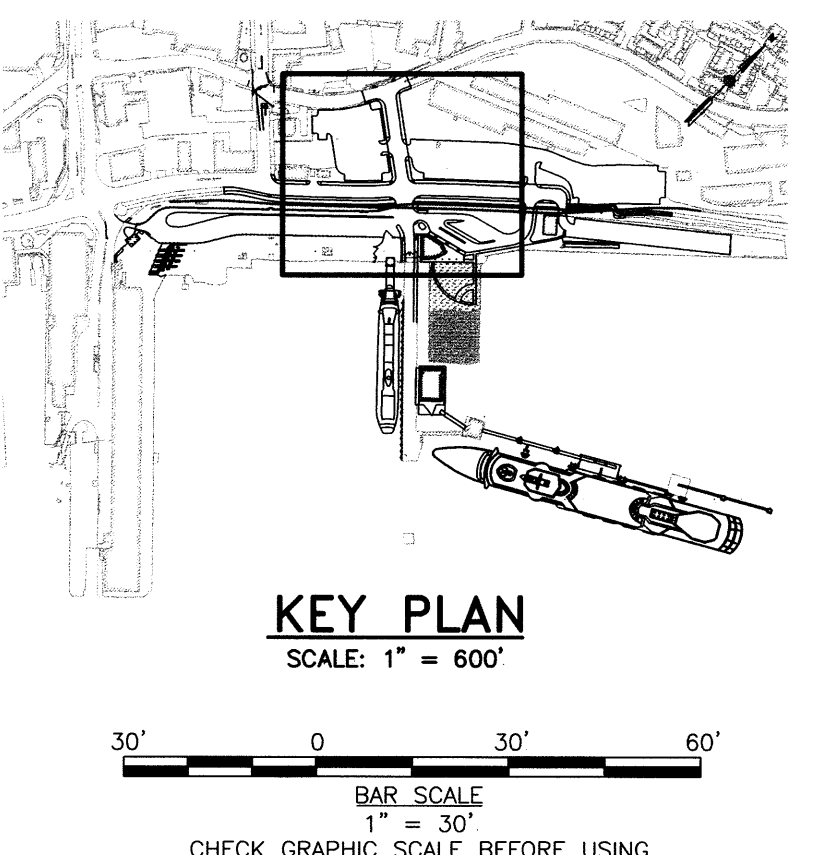 KEY PLAN
SCALE: 1" = 600'
30' 0 30' 60'
BAR SCALE
1" = 30'
CHECK GRAPHIC SCALE BEFORE USING